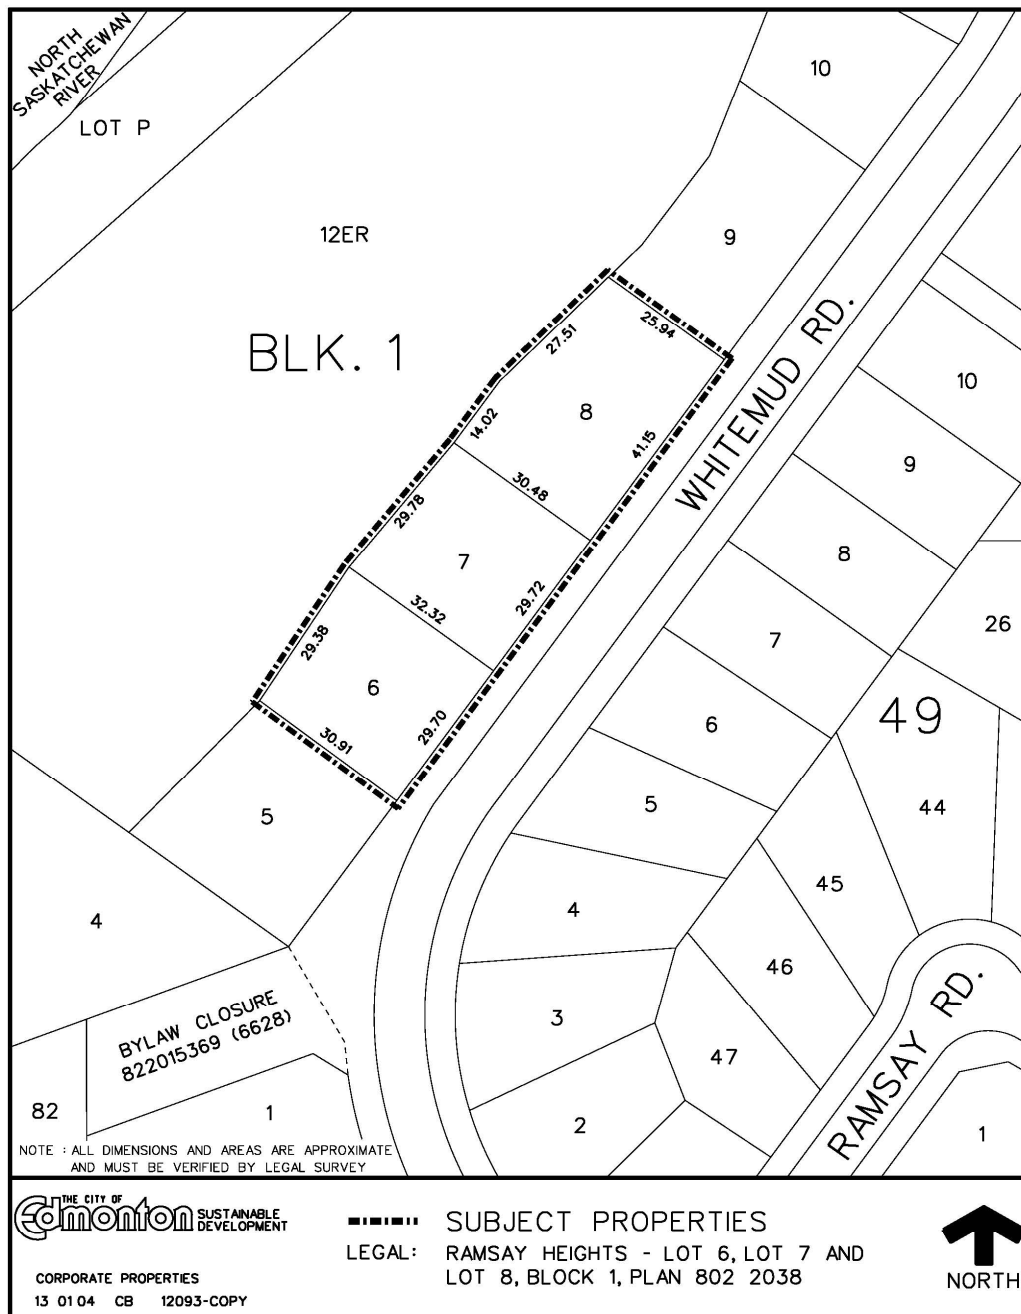 NORTH
SASKATCHEWAN
RIVER
LOT P
10
12ER
9
BLK. 1
WHITEMUD RD.
25.94
27.51
8
14.02
41.15
30.48
29.78
7
29.72
32.32
29.38
6
29.70
30.91
5
4
10
9
8
7
26
6
49
5
44
4
45
46
3
47
2
RAMSAY RD.
1
BYLAW CLOSURE
822015369 (6628)
82
1
NOTE : ALL DIMENSIONS AND AREAS ARE APPROXIMATE
AND MUST BE VERIFIED BY LEGAL SURVEY
THE CITY OF
Edmonton SUSTAINABLE
DEVELOPMENT
CORPORATE PROPERTIES
13 01 04 CB 12093-COPY
SUBJECT PROPERTIES
LEGAL: RAMSAY HEIGHTS - LOT 6, LOT 7 AND
LOT 8, BLOCK 1, PLAN 802 2038
NORTH